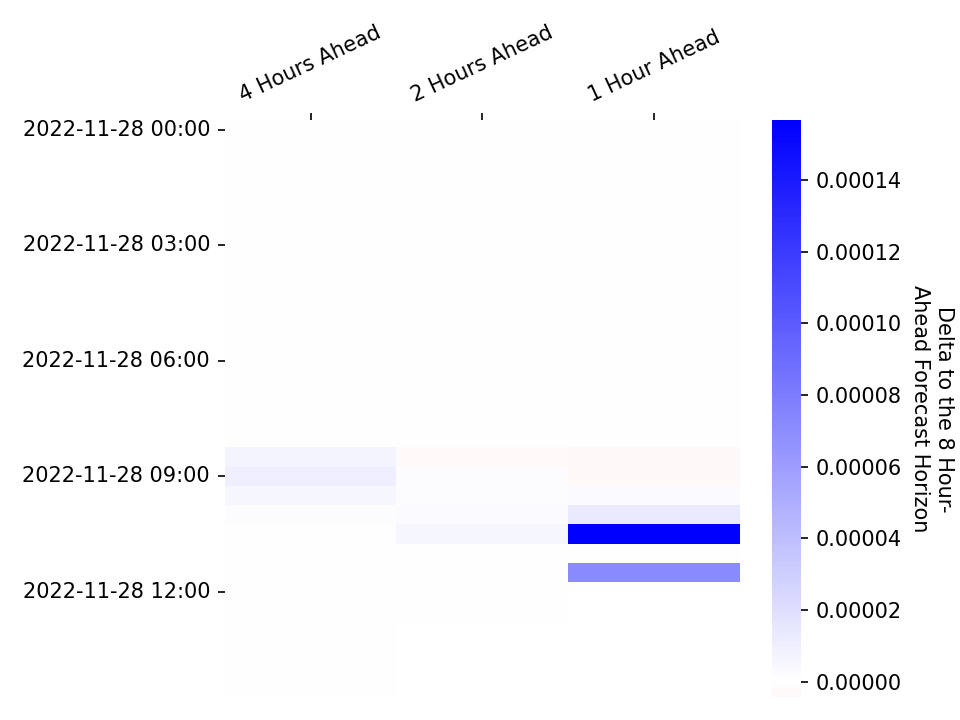 4 Hours Ahead
2 Hours Ahead
1 Hour Ahead
2022-11-28 00:00
2022-11-28 03:00
2022-11-28 06:00
2022-11-28 09:00
2022-11-28 12:00
0.00014
0.00012
0.00010
0.00008
0.00006
0.00004
0.00002
0.00000
Delta to the 8 Hour-
Ahead Forecast Horizon